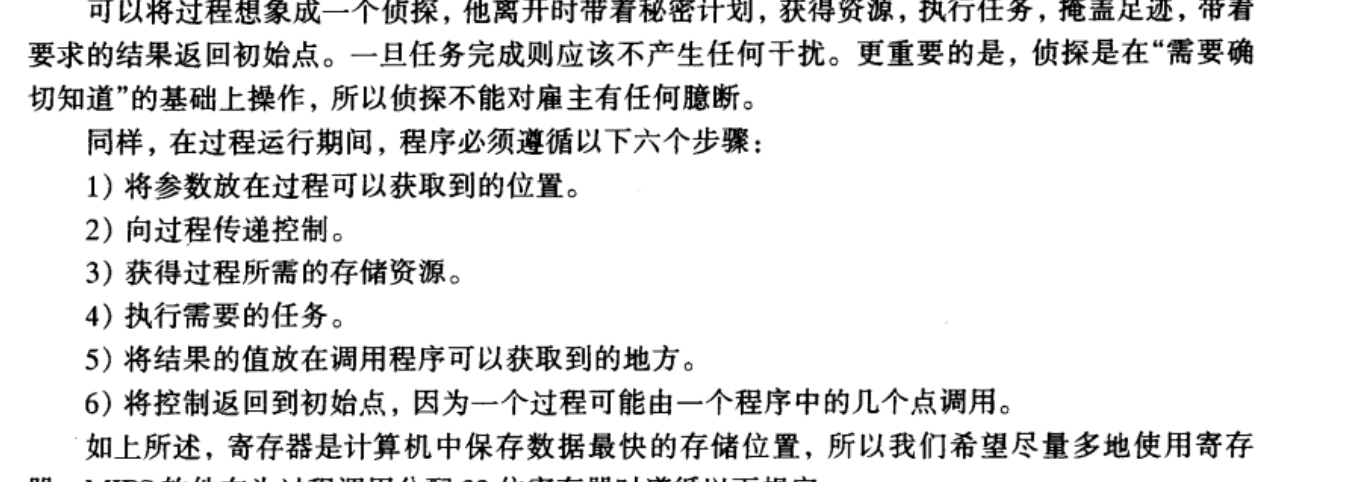 可以将过程想象成一个侦探，他离开时带着秘密计划，获得资源，执行任务，掩盖足迹，带着
要求的结果返回初始点。一旦任务完成则应该不产生任何干扰。更重要的是，侦探是在“需要确
切知道”的基础上操作，所以侦探不能对雇主有任何臆断。
同样，在过程运行期间，程序必须遵循以下六个步骤：
1）将参数放在过程可以获取到的位置。
2）向过程传递控制。
3）获得过程所需的存储资源。
4）执行需要的任务。
5）将结果的值放在调用程序可以获取到的地方。
6）将控制返回到初始点，因为一个过程可能由一个程序中的几个点调用。
如上所述，寄存器是计算机中保存数据最快的存储位置，所以我们希望尽量多地使用寄存